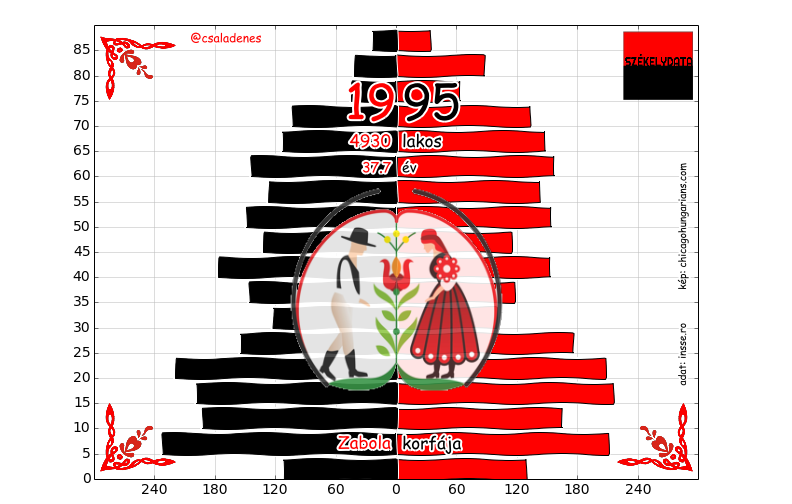 @csaladenes
SZÉKELYDATA
1995
4930 lakos
37.7 év
kép: chicagohungarians.com
adat: insse.ro
Zabola korfája
85
80
75
70
65
60
55
50
45
40
35
30
25
20
15
10
5
0
240 180 120 60 0 60 120 180 240